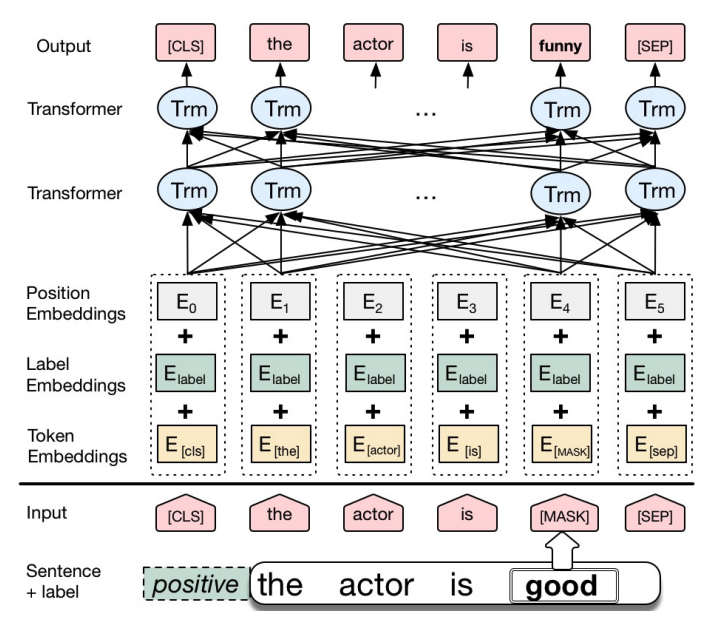 Output [CLS] the actor is funny [SEP]
Transformer Trm Trm ... Trm Trm
Transformer Trm Trm ... Trm Trm
Position Embeddings E0 E1 E2 E3 E4 E5
+ + + + + +
Label Embeddings Elabel Elabel Elabel Elabel Elabel Elabel
+ + + + + +
Token Embeddings E[cls] E[the] E[actor] E[is] E[MASK] E[sep]
Input [CLS] the actor is [MASK] [SEP]
Sentence + label positive the actor is good